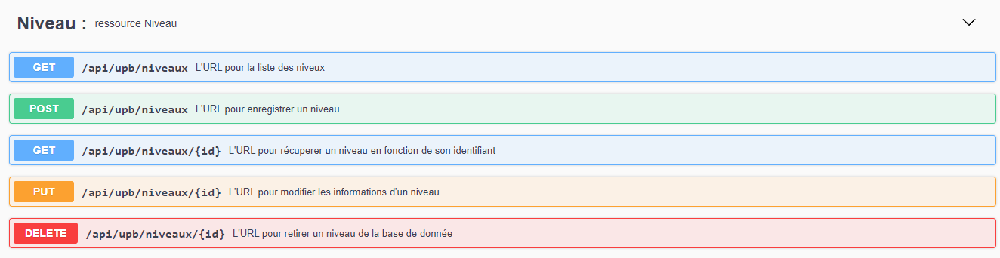 Niveau : ressource Niveau
GET /api/upb/niveaux L'URL pour la liste des niveux
POST /api/upb/niveaux L'URL pour enregistrer un niveau
GET /api/upb/niveaux/{id} L'URL pour récuperer un niveau en fonction de son identifiant
PUT /api/upb/niveaux/{id} L'URL pour modifier les informations d'un niveau
DELETE /api/upb/niveaux/{id} L'URL pour retirer un niveau de la base de donnée